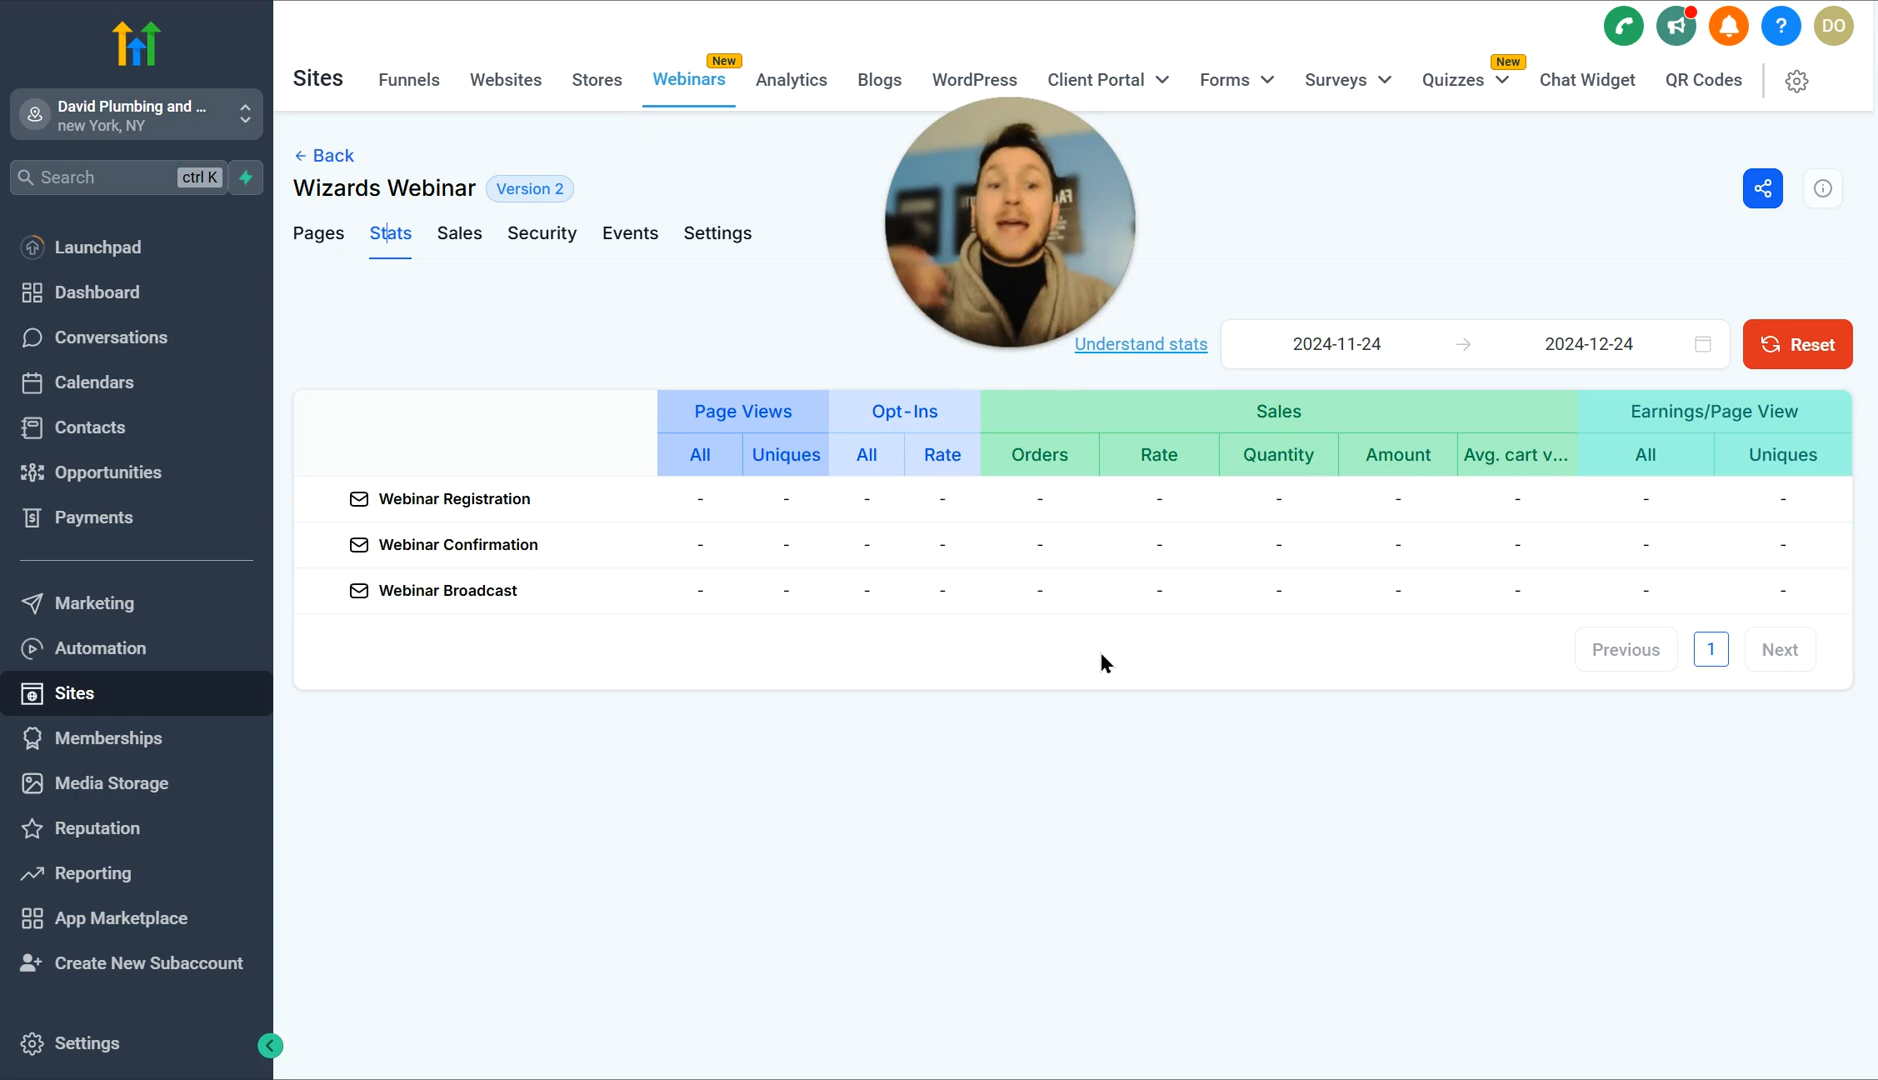 DO
Sites
Funnels
Websites
Stores
Webinars
New
Analytics
Blogs
WordPress
Client Portal
Forms
Surveys
Quizzes
New
Chat Widget
QR Codes
David Plumbing and ...
new York, NY
Search
ctrl K
Launchpad
Dashboard
Conversations
Calendars
Contacts
Opportunities
Payments
Marketing
Automation
Sites
Memberships
Media Storage
Reputation
Reporting
App Marketplace
Create New Subaccount
Settings
← Back
Wizards Webinar
Version 2
Pages
Stats
Sales
Security
Events
Settings
Understand stats
2024-11-24
2024-12-24
Reset
Page Views
Opt-Ins
Sales
Earnings/Page View
All
Uniques
All
Rate
Orders
Rate
Quantity
Amount
Avg. cart v...
All
Uniques
Webinar Registration - - - - - - - - - - -
Webinar Confirmation - - - - - - - - - - -
Webinar Broadcast - - - - - - - - - - -
Previous
1
Next